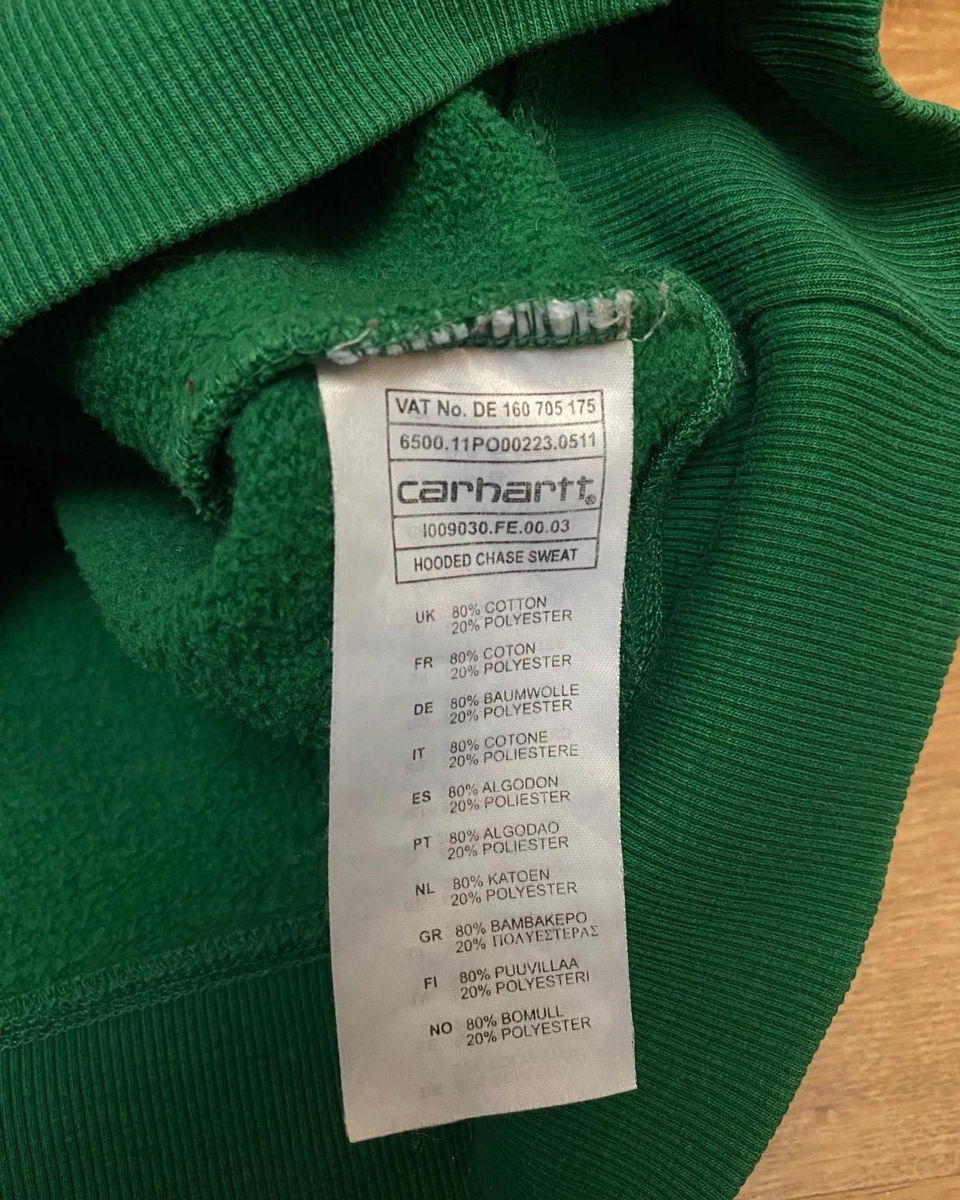 VAT No. DE 160 705 175
6500.11PO00223.0511
carhartt®
I009030.FE.00.03
HOODED CHASE SWEAT
UK 80% COTTON
20% POLYESTER
FR 80% COTON
20% POLYESTER
DE 80% BAUMWOLLE
20% POLYESTER
IT 80% COTONE
20% POLIESTERE
ES 80% ALGODON
20% POLIESTER
PT 80% ALGODAO
20% POLIESTER
NL 80% KATOEN
20% POLYESTER
GR 80% BAMBAKEPO
20% ΠΟΛΥΕΣΤΕΡΑΣ
FI 80% PUUVILLAA
20% POLYESTERI
NO 80% BOMULL
20% POLYESTER